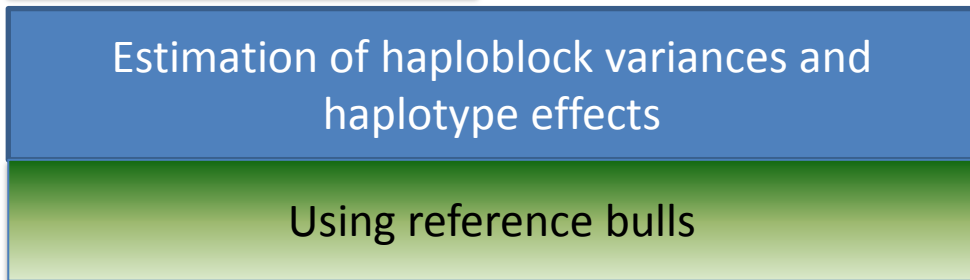 Estimation of haploblock variances and
haplotype effects
Using reference bulls